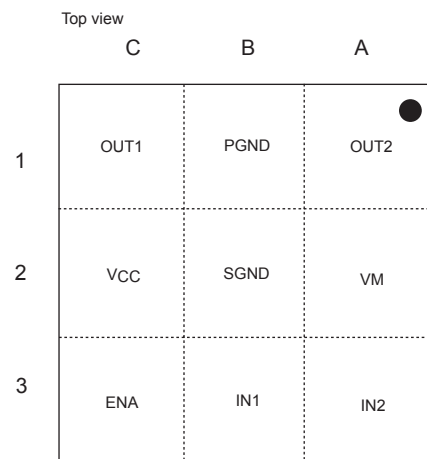 Top view
C B A
1 OUT1 PGND OUT2
2 VCC SGND VM
3 ENA IN1 IN2